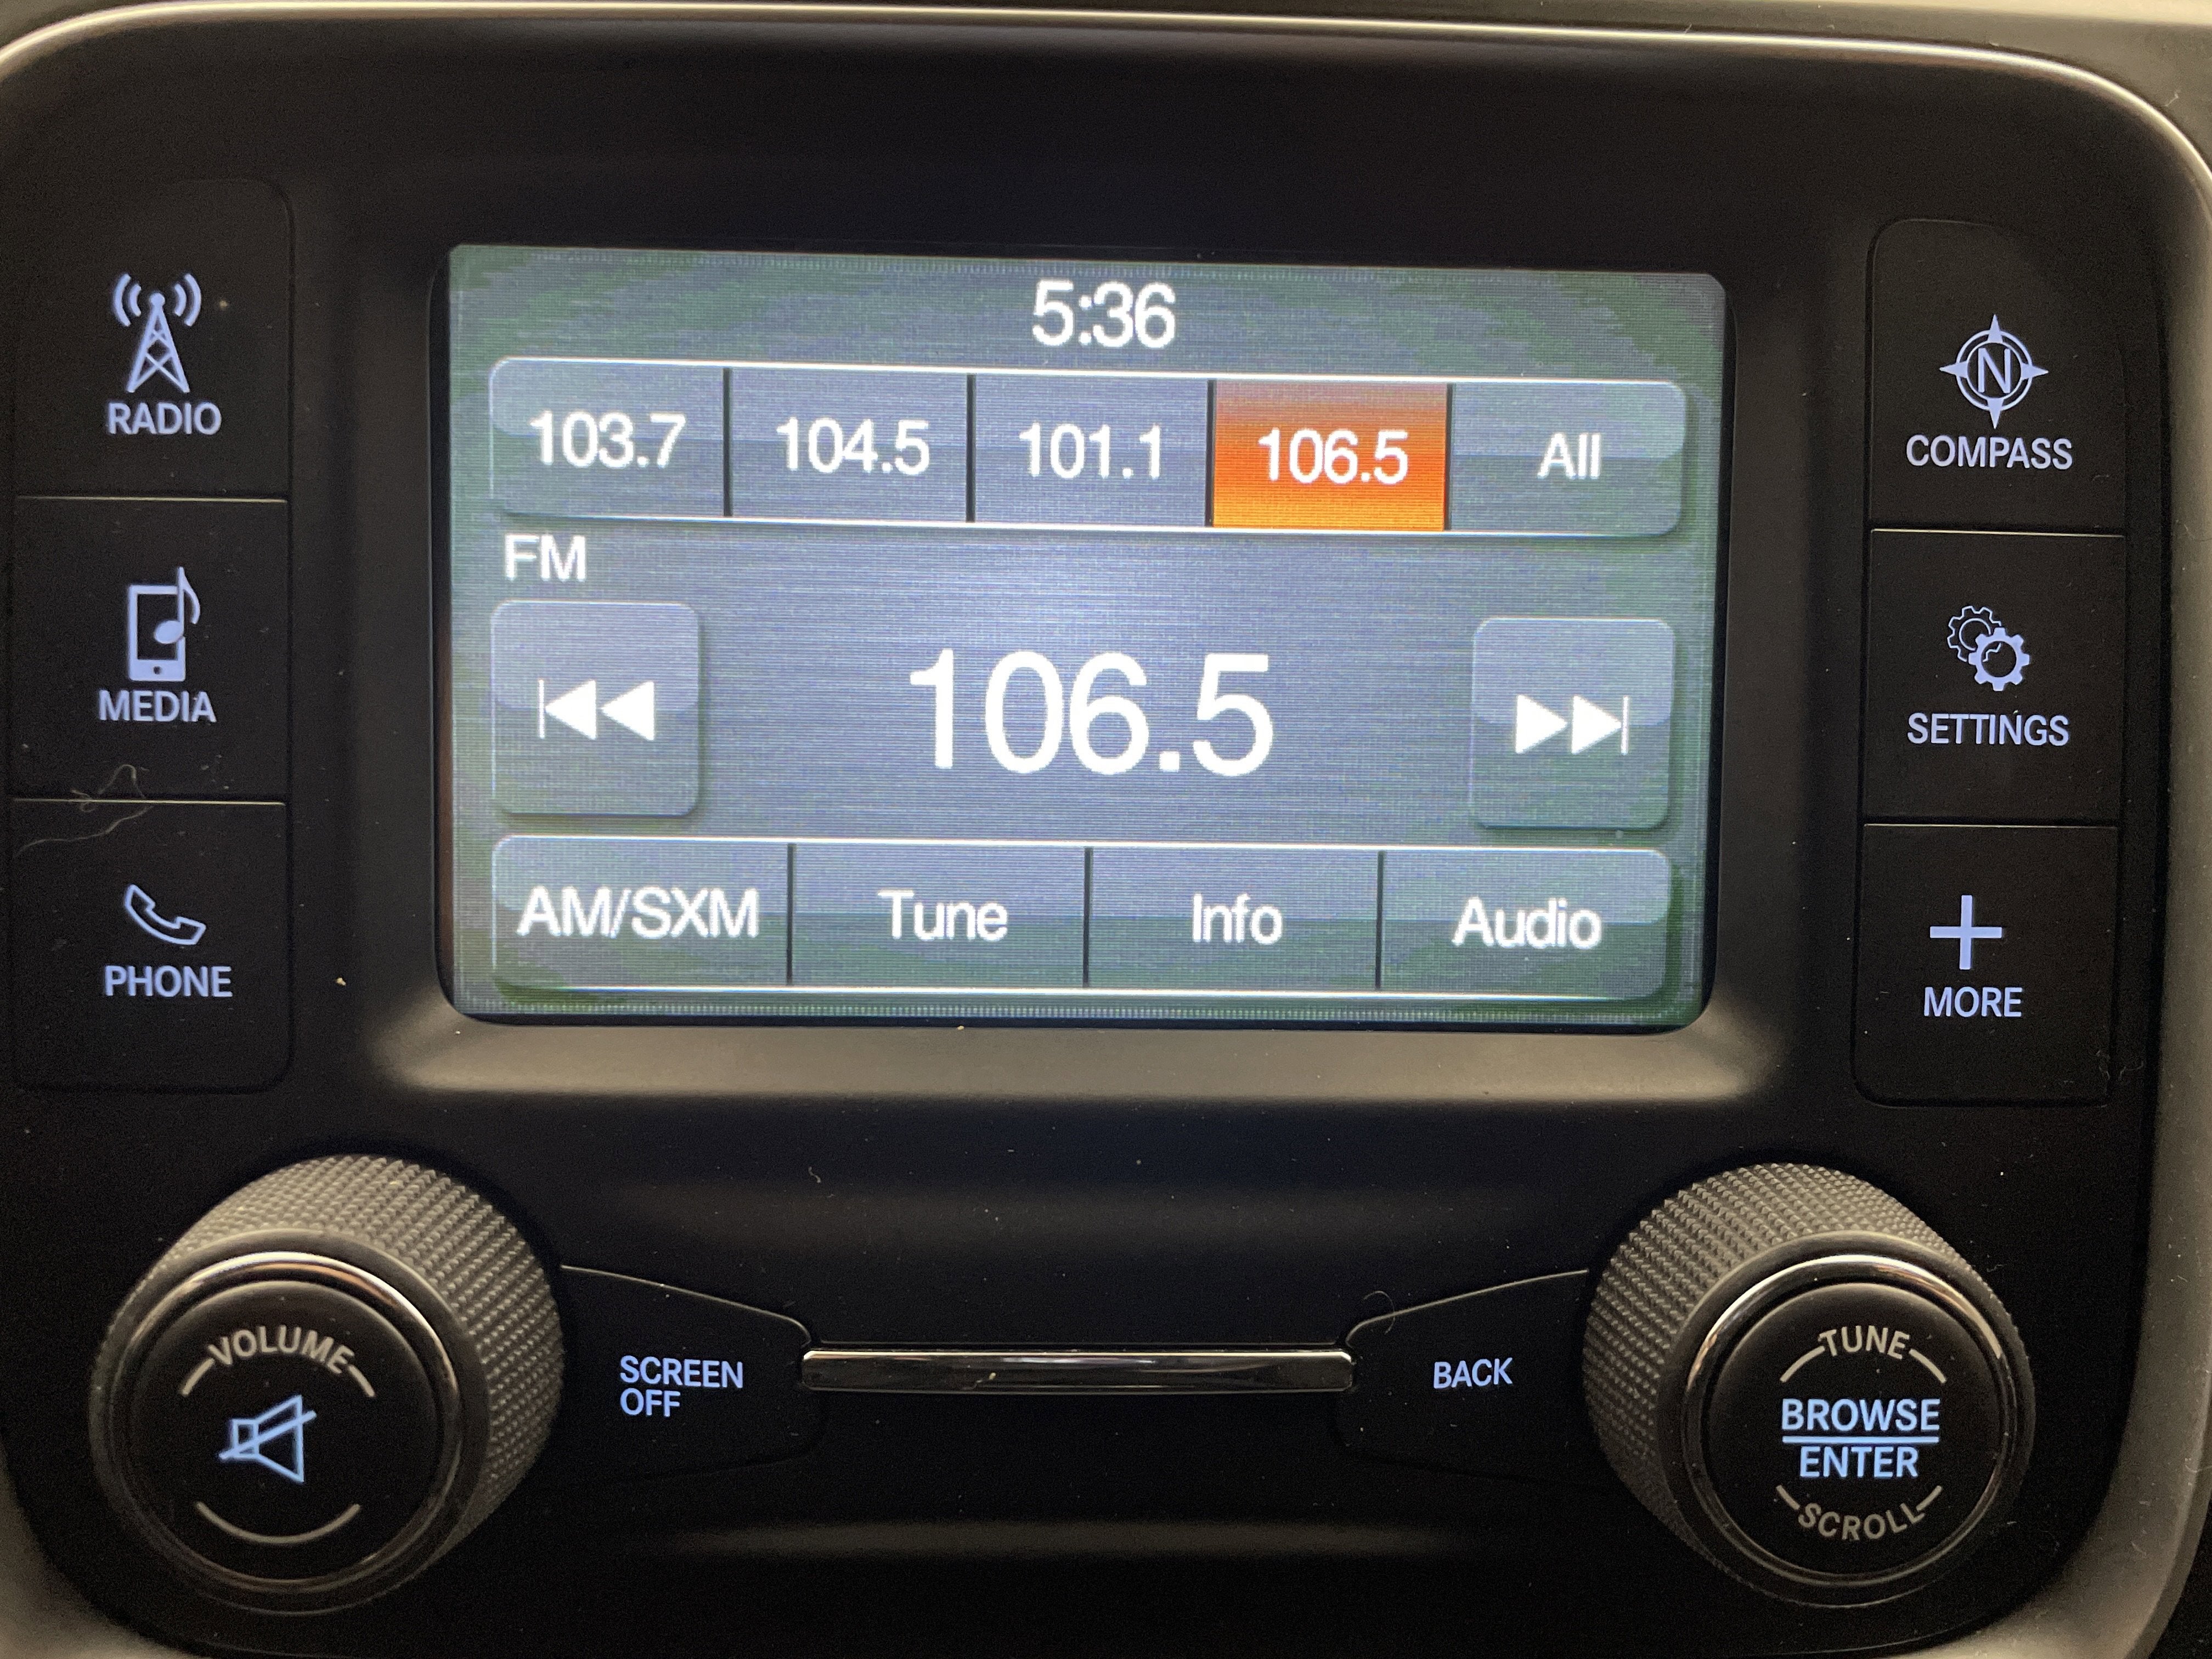 5:36
103.7 104.5 101.1 106.5 All
FM
106.5
AM/SXM Tune Info Audio
RADIO
MEDIA
PHONE
N
COMPASS
SETTINGS
MORE
VOLUME
SCREEN
OFF
BACK
TUNE
BROWSE
ENTER
SCROLL